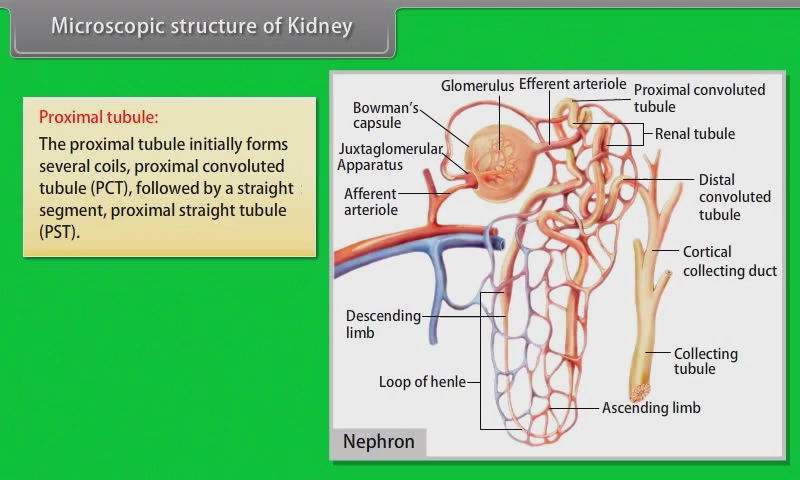 Microscopic structure of Kidney
Proximal tubule:
The proximal tubule initially forms
several coils, proximal convoluted
tubule (PCT), followed by a straight
segment, proximal straight tubule
(PST).
Glomerulus
Efferent arteriole
Proximal convoluted
tubule
Bowman's
capsule
Renal tubule
Juxtaglomerular
Apparatus
Afferent
arteriole
Distal
convoluted
tubule
Cortical
collecting duct
Descending
limb
Collecting
tubule
Loop of henle
Ascending limb
Nephron